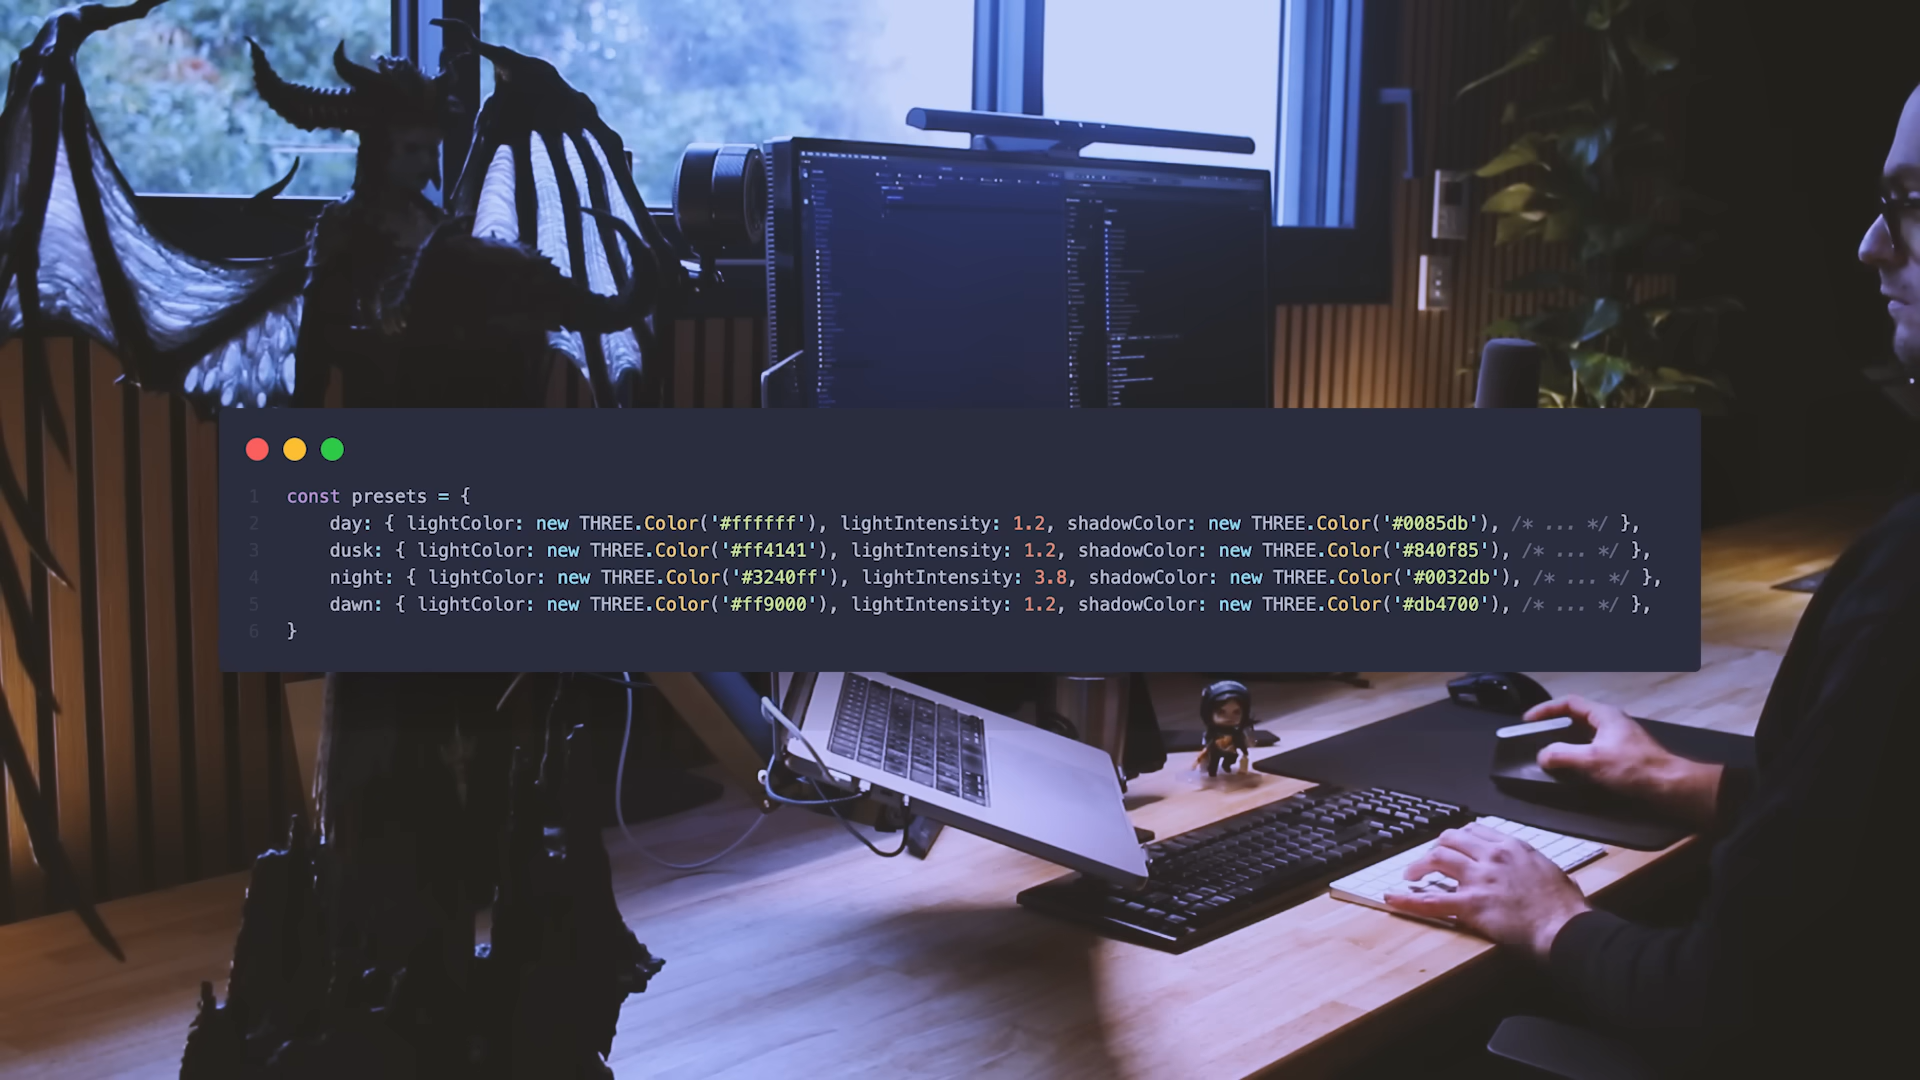 1 const presets = {
2 day: { lightColor: new THREE.Color('#ffffff'), lightIntensity: 1.2, shadowColor: new THREE.Color('#0085db'), /* ... */ },
3 dusk: { lightColor: new THREE.Color('#ff4141'), lightIntensity: 1.2, shadowColor: new THREE.Color('#840f85'), /* ... */ },
4 night: { lightColor: new THREE.Color('#3240ff'), lightIntensity: 3.8, shadowColor: new THREE.Color('#0032db'), /* ... */ },
5 dawn: { lightColor: new THREE.Color('#ff9000'), lightIntensity: 1.2, shadowColor: new THREE.Color('#db4700'), /* ... */ },
6 }